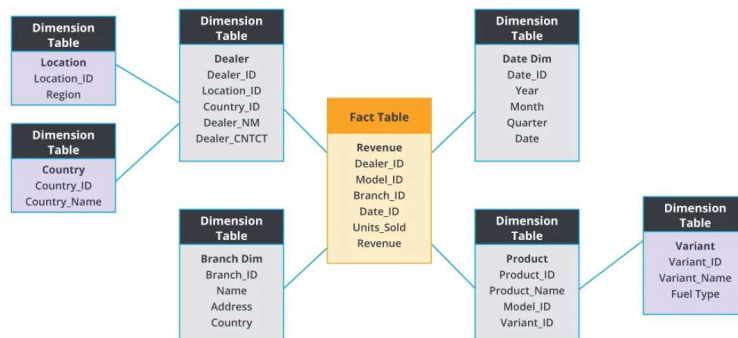 Dimension
Table
Location
Location_ID
Region
Dimension
Table
Country
Country_ID
Country_Name
Dimension
Table
Dealer
Dealer_ID
Location_ID
Country_ID
Dealer_NM
Dealer_CNTCT
Dimension
Table
Branch Dim
Branch_ID
Name
Address
Country
Fact Table
Revenue
Dealer_ID
Model_ID
Branch_ID
Date_ID
Units_Sold
Revenue
Dimension
Table
Date Dim
Date_ID
Year
Month
Quarter
Date
Dimension
Table
Product
Product_ID
Product_Name
Model_ID
Variant_ID
Dimension
Table
Variant
Variant_ID
Variant_Name
Fuel Type